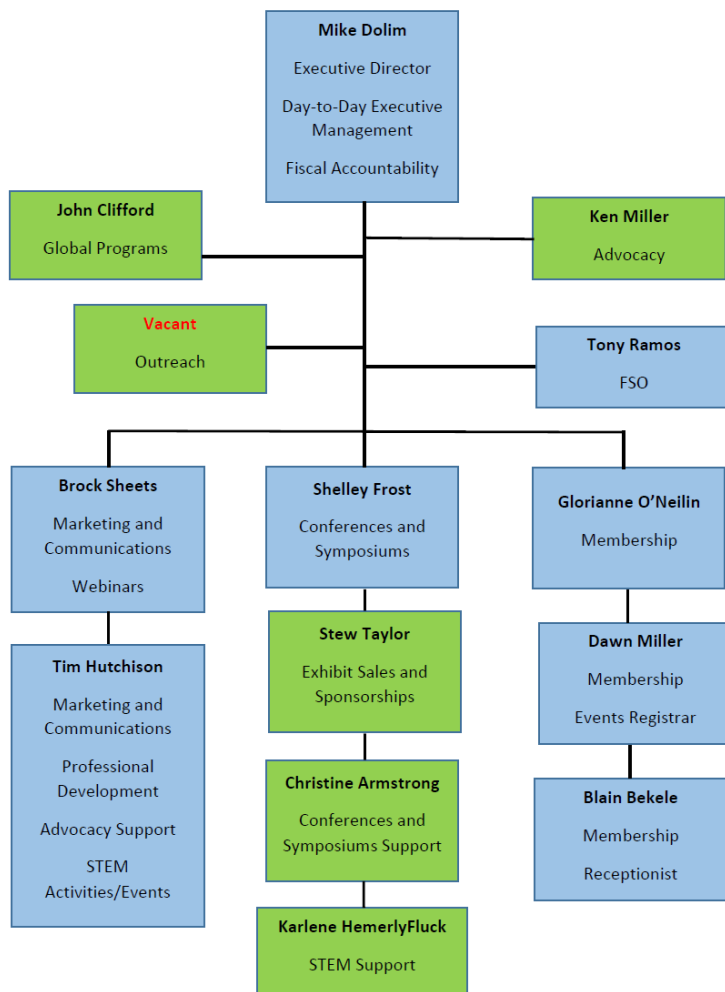 Mike Dolim
Executive Director
Day-to-Day Executive
Management
Fiscal Accountability
John Clifford
Global Programs
Ken Miller
Advocacy
Vacant
Outreach
Tony Ramos
FSO
Brock Sheets
Marketing and
Communications
Webinars
Shelley Frost
Conferences and
Symposiums
Glorianne O’Neilin
Membership
Tim Hutchison
Marketing and
Communications
Professional
Development
Advocacy Support
STEM
Activities/Events
Stew Taylor
Exhibit Sales and
Sponsorships
Dawn Miller
Membership
Events Registrar
Christine Armstrong
Conferences and
Symposiums Support
Blain Bekele
Membership
Receptionist
Karlene HemerlyFluck
STEM Support